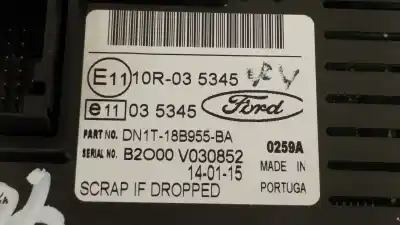 E11 10R-03 5345
e11 03 5345
Ford
PART NO. DN1T-18B955-BA
SERIAL NO. B2O00 V030852 0259A
14-01-15 MADE IN
SCRAP IF DROPPED PORTUGA